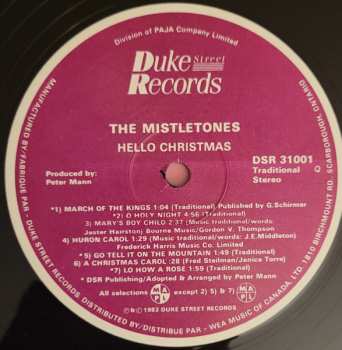 Division of PAJA Company Limited
Duke Street
Records
THE MISTLETONES
HELLO CHRISTMAS
Produced by:
Peter Mann
DSR 31001
Traditional
Stereo
*1) MARCH OF THE KINGS 1:04 (Traditional) Published by G.Schirmer
*2) O HOLY NIGHT 4:56 (Traditional)
3) MARY'S BOY CHILD 2:37 (Music traditional/words:
Jester Hairston) Bourne Music/Gordon V. Thompson
4) HURON CAROL 1:29 (Music traditional/words: J.E.Middleton)
Frederick Harris Music Co. Limited
*5) GO TELL IT ON THE MOUNTAIN 1:49 (Traditional)
6) A CHRISTMAS CAROL :28 (Fred Steilman/Janice Torre)
*7) LO HOW A ROSE 1:59 (Traditional)
* DSR Publishing/Adapted & Arranged by Peter Mann
All selections MAPL except 2) 5) & 7) MAPL
℗ © 1982 DUKE STREET RECORDS
MANUFACTURED BY/FABRIQUE PAR - DUKE STREET RECORDS/DISTRIBUTED BY/DISTRIBUTE PAR - WEA MUSIC OF CANADA, LTD. 1810 BIRCHMOUNT RD. SCARBOROUGH, ONTARIO